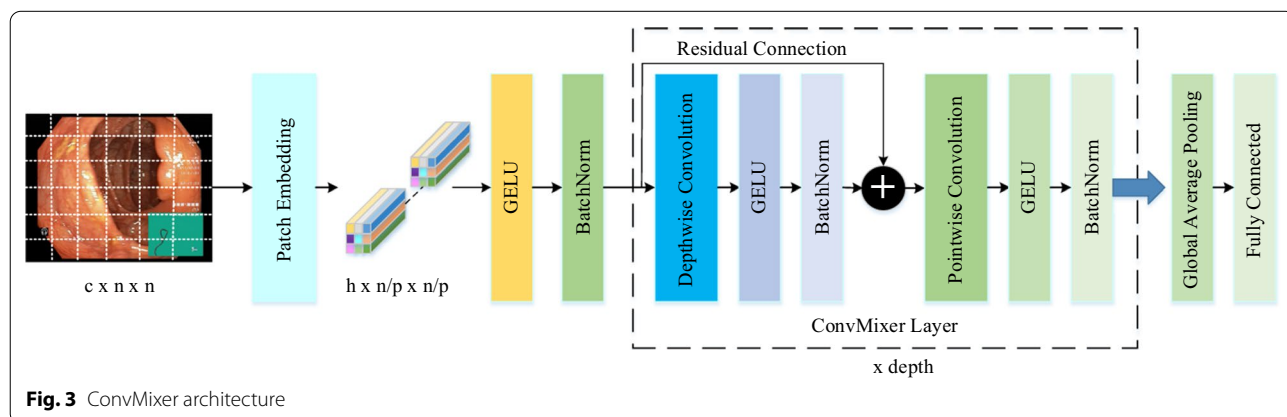 Residual Connection
Patch Embedding
GELU
BatchNorm
Depthwise Convolution
GELU
BatchNorm
+
Pointwise Convolution
GELU
BatchNorm
Global Average Pooling
Fully Connected
c x n x n
h x n/p x n/p
ConvMixer Layer
x depth
Fig. 3 ConvMixer architecture